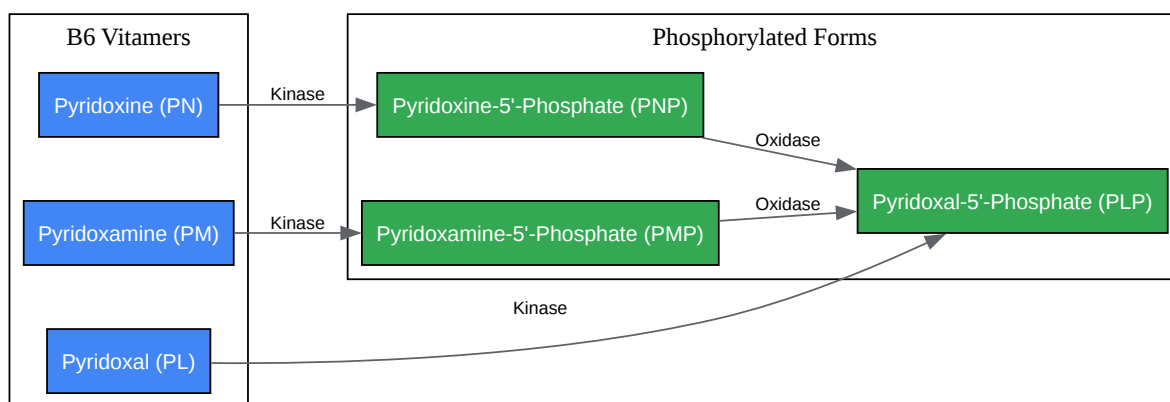 B6 Vitamers
Phosphorylated Forms
Pyridoxine (PN)
Kinase
Pyridoxine-5'-Phosphate (PNP)
Oxidase
Pyridoxal-5'-Phosphate (PLP)
Pyridoxamine (PM)
Kinase
Pyridoxamine-5'-Phosphate (PMP)
Oxidase
Kinase
Pyridoxal (PL)